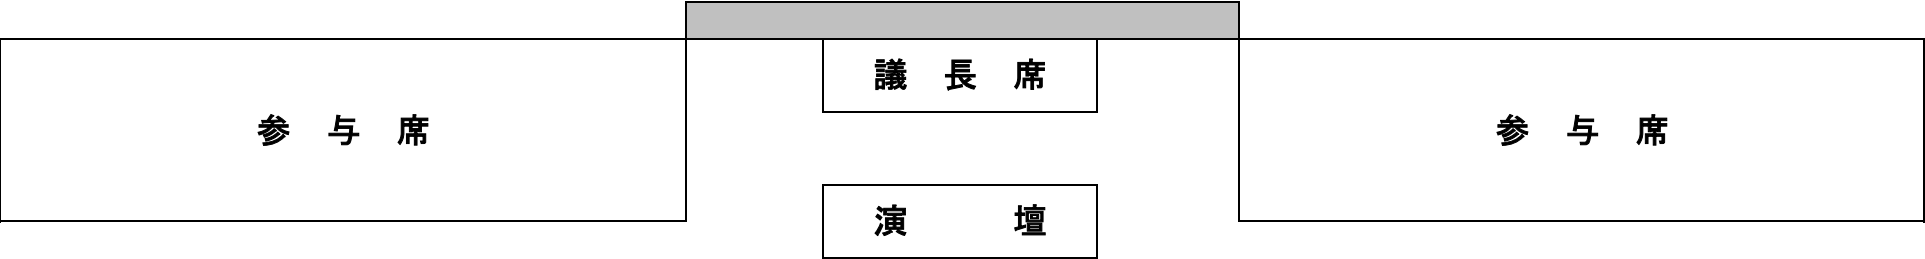 議 長 席
参 与 席
参 与 席
演 壇